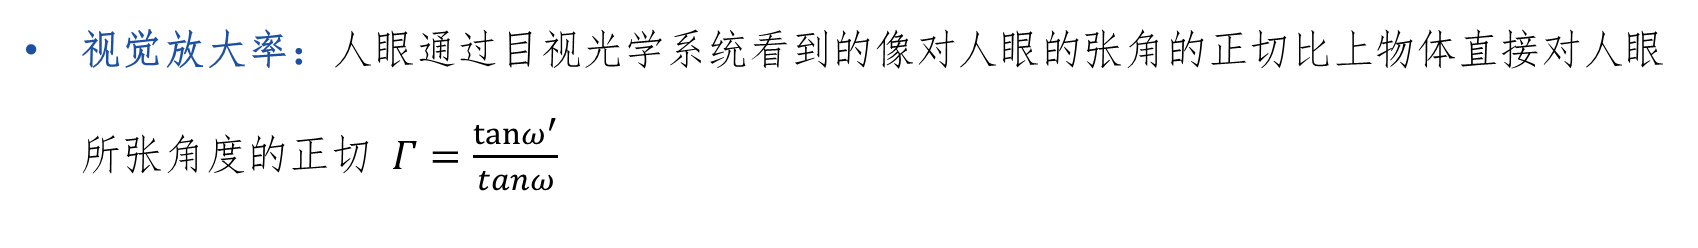 • 视觉放大率：人眼通过目视光学系统看到的像对人眼的张角的正切比上物体直接对人眼
所张角度的正切 Γ = tanω′/tanω